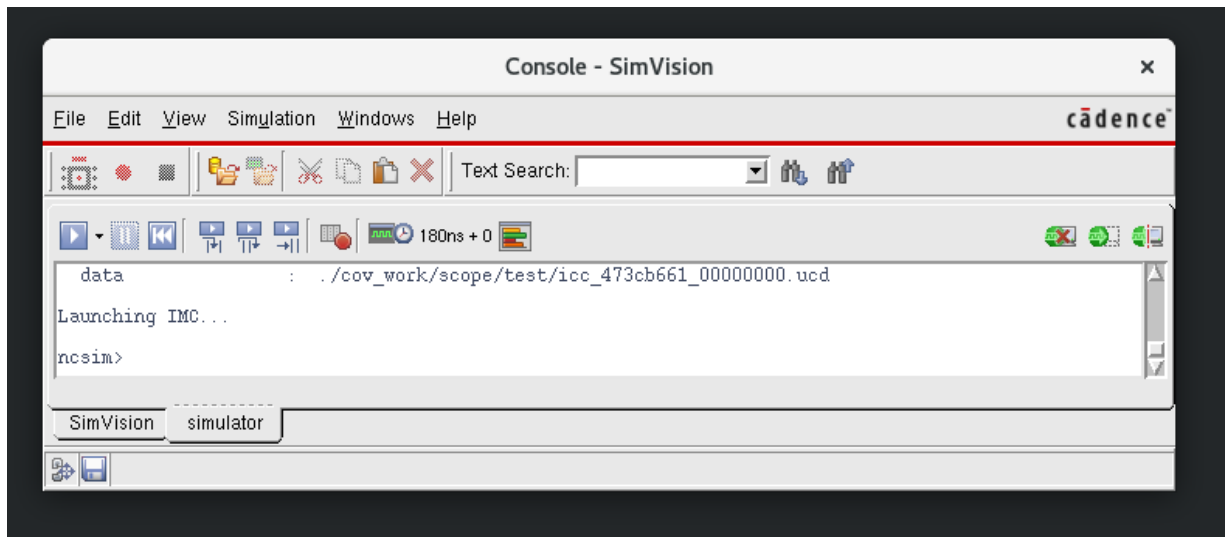 Console - SimVision
×
File Edit View Simulation Windows Help
cādence
Text Search:
180ns + 0
data : ./cov_work/scope/test/icc_473cb661_00000000.ucd
Launching IMC...
ncsim>
SimVision simulator